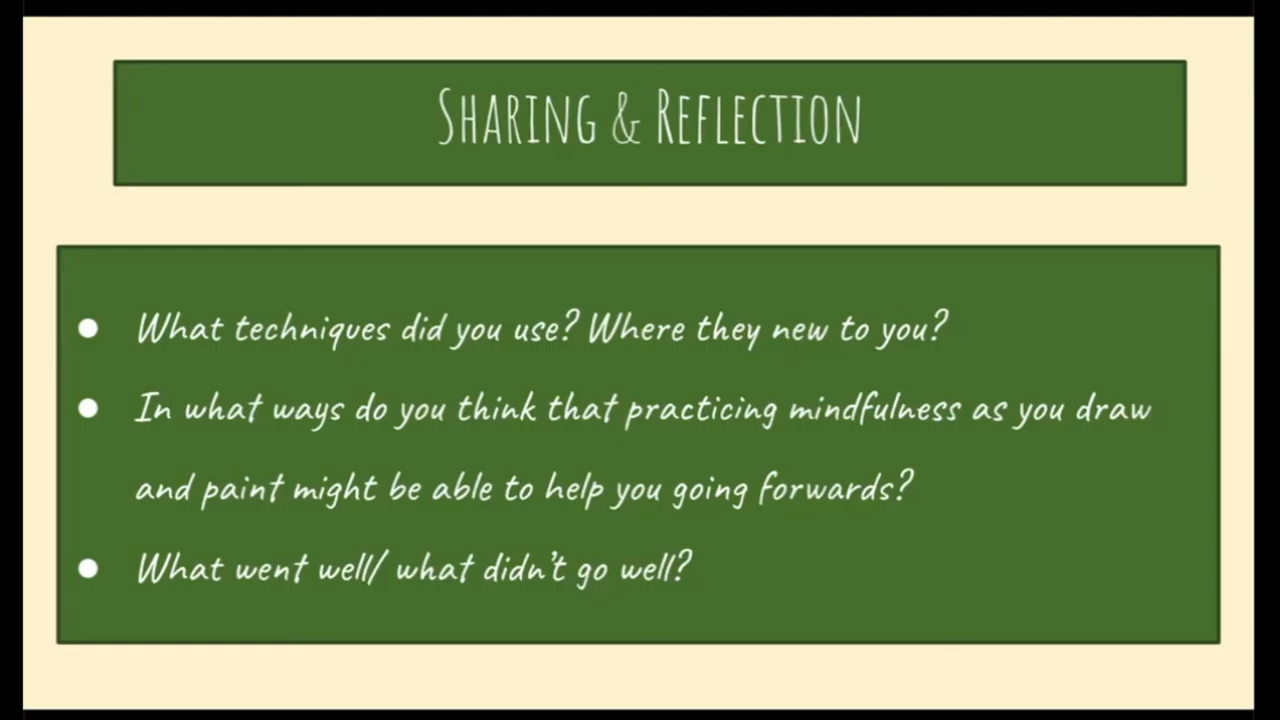 SHARING & REFLECTION
● What techniques did you use? Where they new to you?
● In what ways do you think that practicing mindfulness as you draw
and paint might be able to help you going forwards?
● What went well/ what didn't go well?